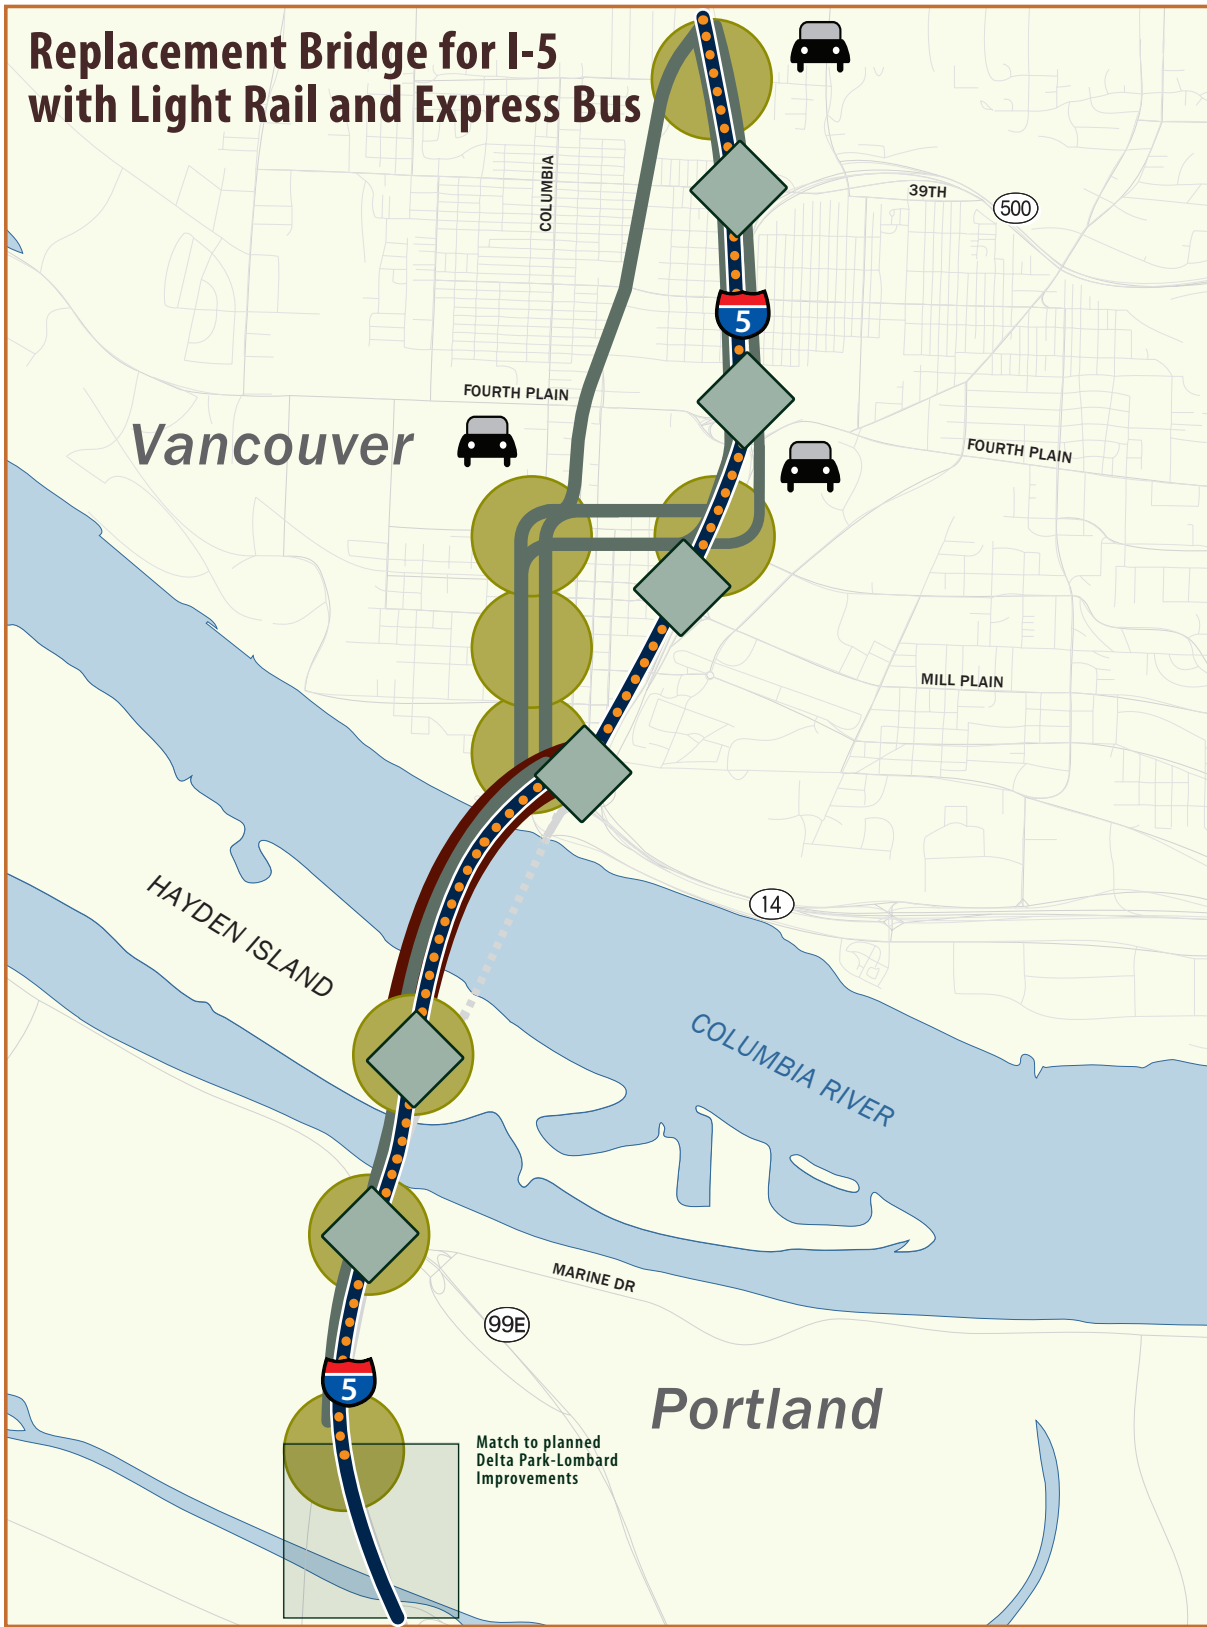 Replacement Bridge for I-5
with Light Rail and Express Bus
COLUMBIA
39TH
500
5
FOURTH PLAIN
Vancouver
FOURTH PLAIN
MILL PLAIN
HAYDEN ISLAND
14
COLUMBIA RIVER
MARINE DR
99E
5
Portland
Match to planned
Delta Park-Lombard
Improvements